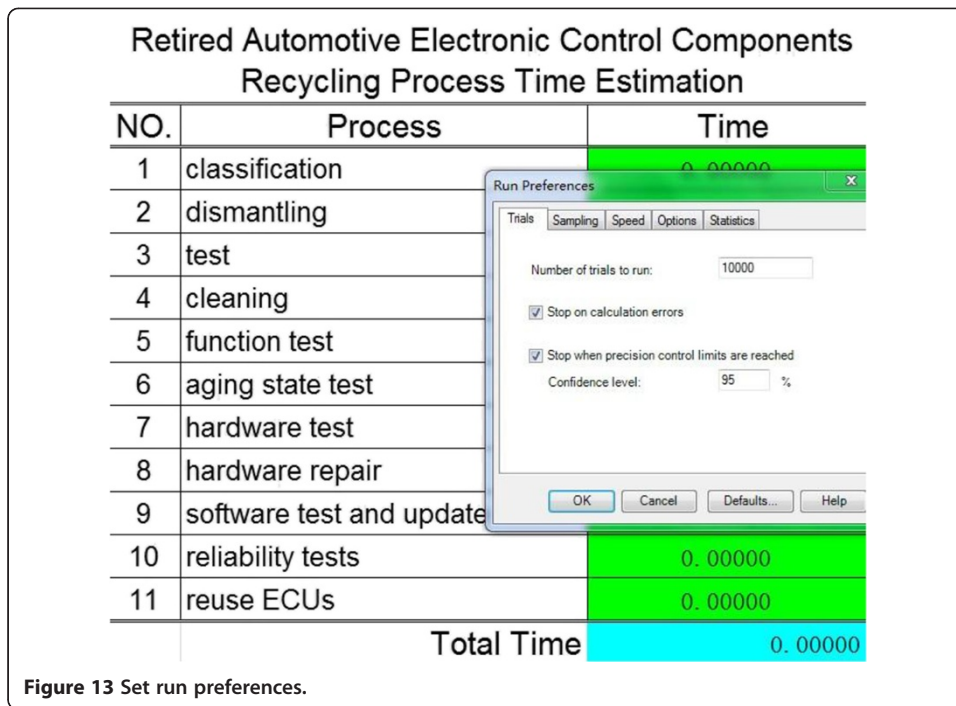 Retired Automotive Electronic Control Components
Recycling Process Time Estimation
NO. Process Time
1 classification 0. 00000
2 dismantling
3 test
4 cleaning
5 function test
6 aging state test
7 hardware test
8 hardware repair
9 software test and update
10 reliability tests 0. 00000
11 reuse ECUs 0. 00000
Total Time 0. 00000
Run Preferences x
Trials Sampling Speed Options Statistics
Number of trials to run: 10000
Stop on calculation errors
Stop when precision control limits are reached
Confidence level: 95 %
OK Cancel Defaults... Help
Figure 13 Set run preferences.